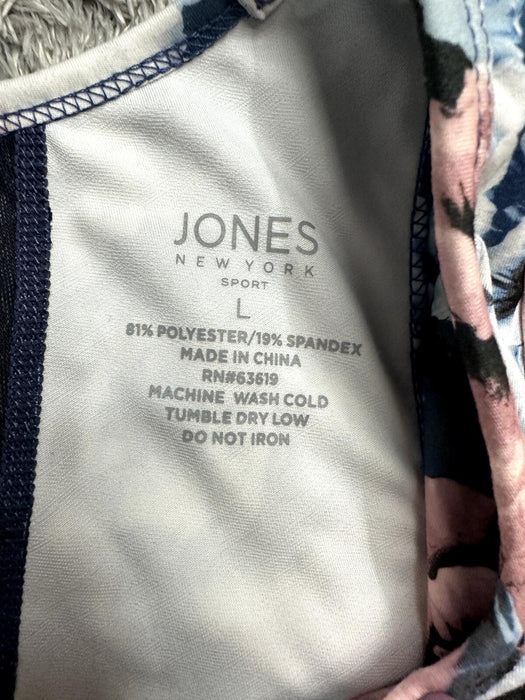 JONES
NEW YORK
SPORT
L
81% POLYESTER/19% SPANDEX
MADE IN CHINA
RN#63619
MACHINE WASH COLD
TUMBLE DRY LOW
DO NOT IRON